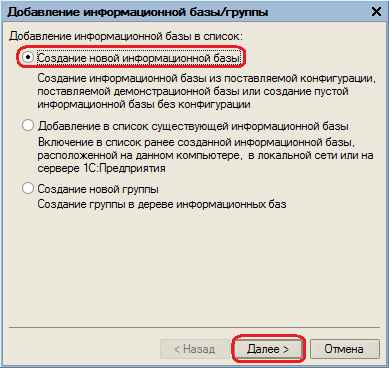 Добавление информационной базы/группы
Добавление информационной базы в список:
Создание новой информационной базы
Создание информационной базы из поставляемой конфигурации,
поставляемой демонстрационной базы или создание пустой
информационной базы без конфигурации
Добавление в список существующей информационной базы
Включение в список ранее созданной информационной базы,
расположенной на данном компьютере, в локальной сети или на
сервере 1С:Предприятия
Создание новой группы
Создание группы в дереве информационных баз
< Назад Далее > Отмена